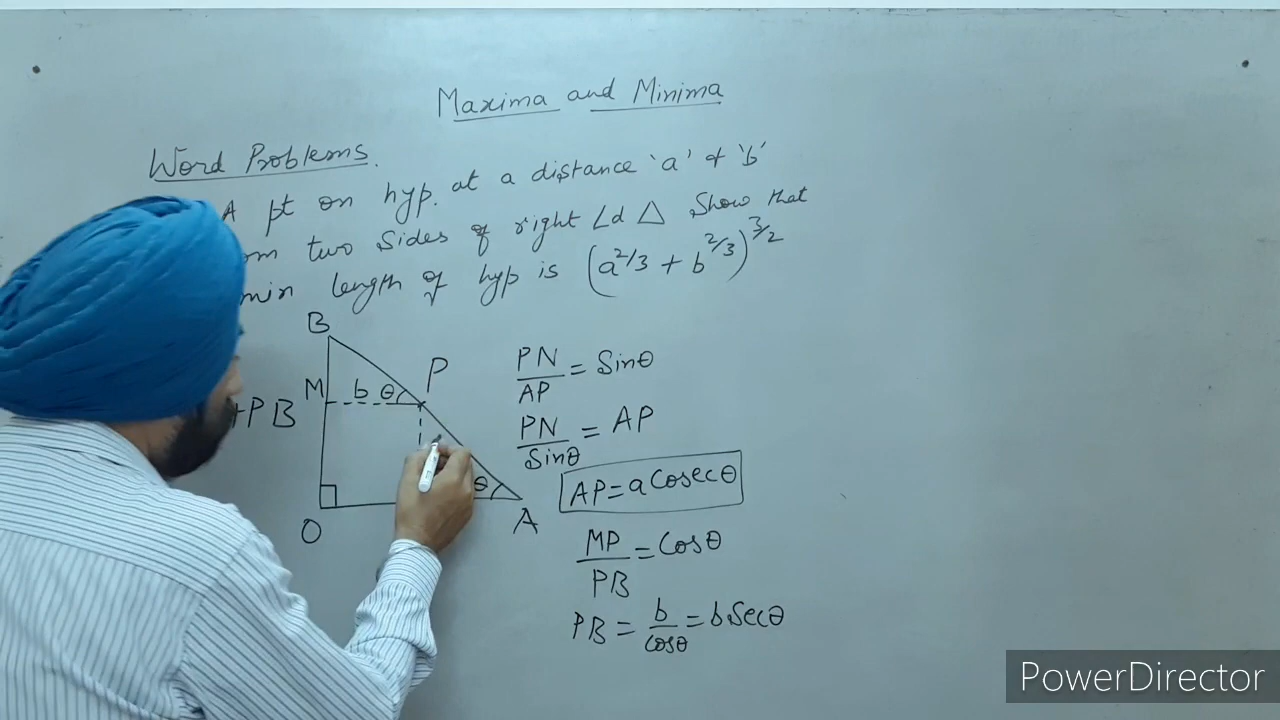 Maxima and Minima
Word Problems.
A pt on hyp. at a distance 'a' & 'b'
om two sides of right ∠d △ Show that
min length of hyp is (a^2/3 + b^2/3)^3/2
B
M b θ P
+PB
θ
O A
PN/AP = Sinθ
PN/Sinθ = AP
AP = a Cosecθ
MP/PB = Cosθ
PB = b/cosθ = b Secθ
PowerDirector